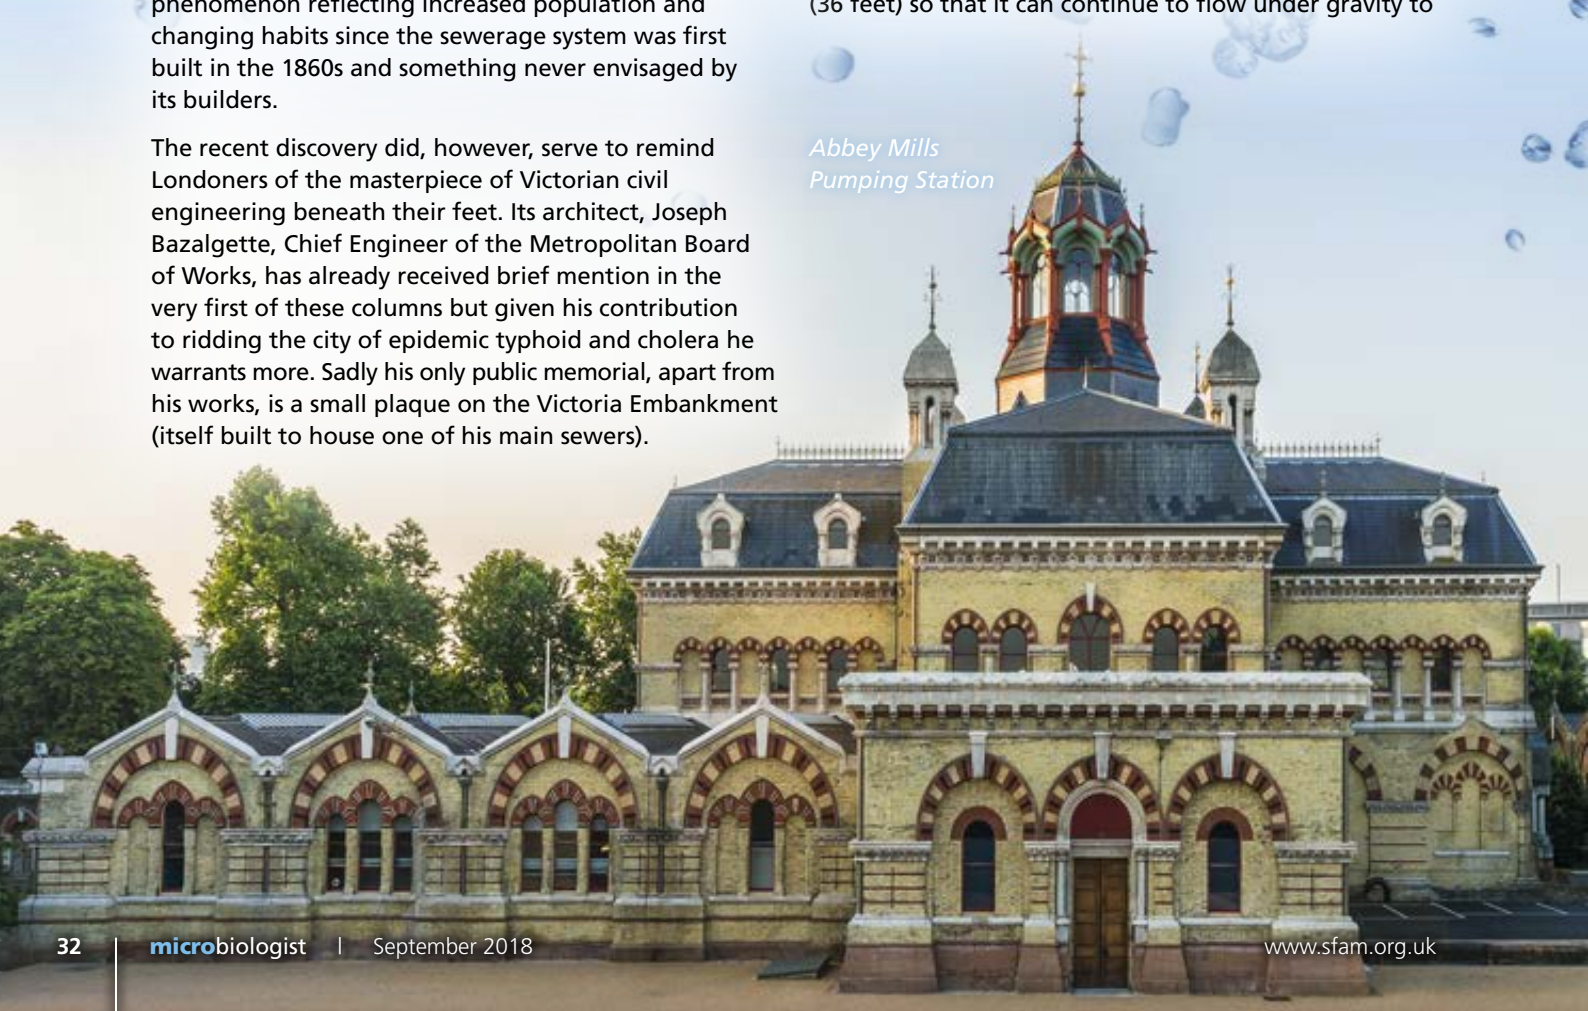 phenomenon reflecting increased population and
changing habits since the sewerage system was first
built in the 1860s and something never envisaged by
its builders.
The recent discovery did, however, serve to remind
Londoners of the masterpiece of Victorian civil
engineering beneath their feet. Its architect, Joseph
Bazalgette, Chief Engineer of the Metropolitan Board
of Works, has already received brief mention in the
very first of these columns but given his contribution
to ridding the city of epidemic typhoid and cholera he
warrants more. Sadly his only public memorial, apart from
his works, is a small plaque on the Victoria Embankment
(itself built to house one of his main sewers).
(36 feet) so that it can continue to flow under gravity to
Abbey Mills
Pumping Station
32 microbiologist | September 2018
www.sfam.org.uk